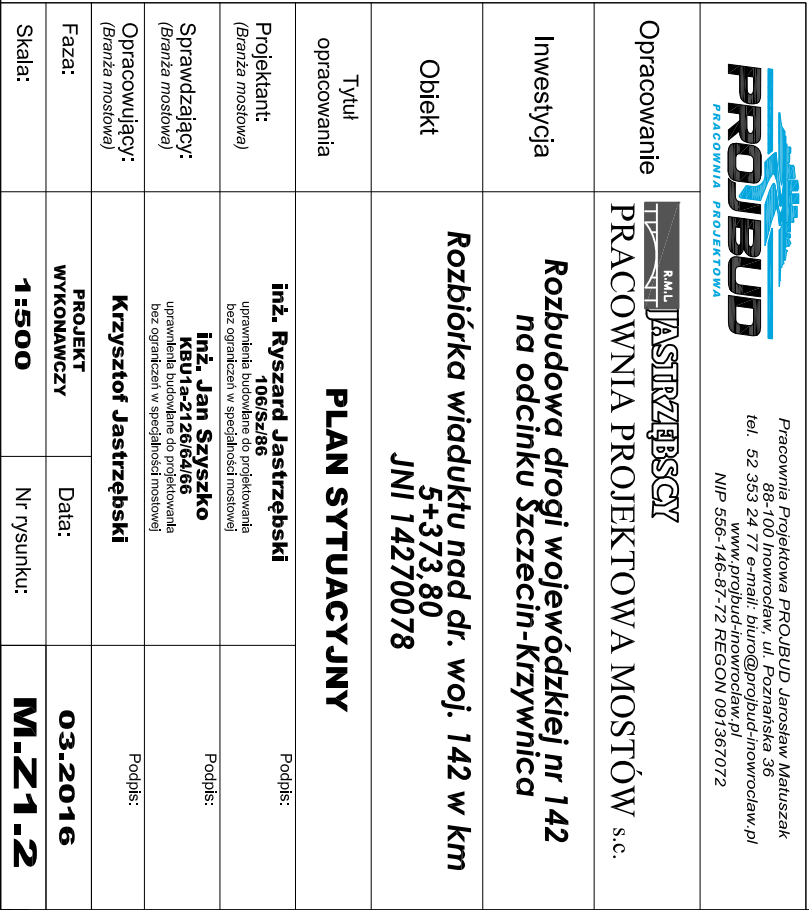 PROJBUD
PRACOWNIA PROJEKTOWA
Pracownia Projektowa PROJBUD Jarosław Matuszak
88-100 Inowrocław, ul. Poznańska 36
tel. 52 353 24 77 e-mail: biuro@projbud-inowroclaw.pl
www.projbud-inowroclaw.pl
NIP 556-146-87-72 REGON 091367072
Opracowanie
R.M.L JASTRZĘBSCY
PRACOWNIA PROJEKTOWA MOSTÓW s.c.
Inwestycja
Rozbudowa drogi wojewódzkiej nr 142
na odcinku Szczecin-Krzywnica
Obiekt
Rozbiórka wiaduktu nad dr. woj. 142 w km
5+373,80
JNI 14270078
Tytuł
opracowania
PLAN SYTUACYJNY
Projektant:
(Branża mostowa)
inż. Ryszard Jastrzębski
106/Sz/86
uprawnienia budowlane do projektowania
bez ograniczeń w specjalności mostowej
Podpis:
Sprawdzający:
(Branża mostowa)
inż. Jan Szyszko
KBU1a-2126/64/66
uprawnienia budowlane do projektowania
bez ograniczeń w specjalności mostowej
Podpis:
Opracowujący:
(Branża mostowa)
Krzysztof Jastrzębski
Podpis:
Faza:
PROJEKT
WYKONAWCZY
Data:
03.2016
Skala:
1:500
Nr rysunku:
M.Z1.2